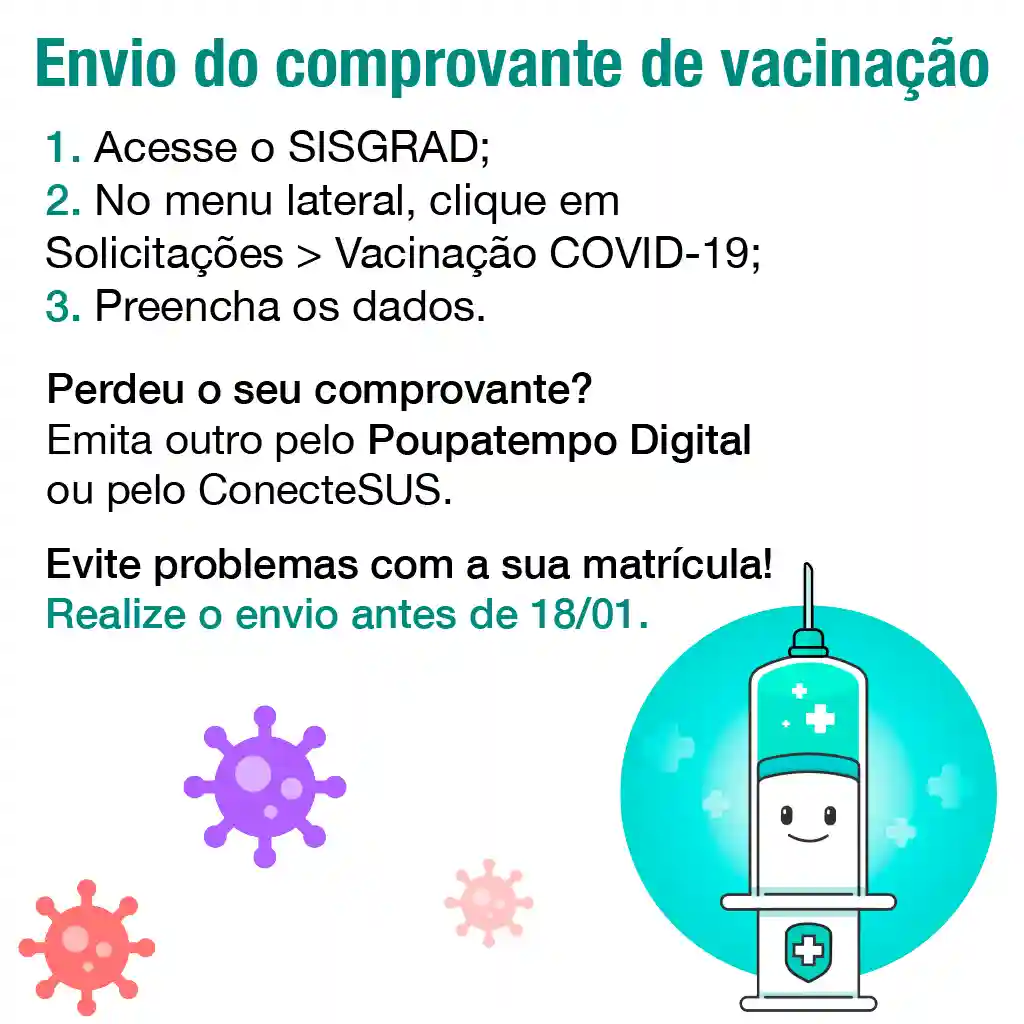 Envio do comprovante de vacinação
1. Acesse o SISGRAD;
2. No menu lateral, clique em
Solicitações > Vacinação COVID-19;
3. Preencha os dados.
Perdeu o seu comprovante?
Emita outro pelo Poupatempo Digital
ou pelo ConecteSUS.
Evite problemas com a sua matrícula!
Realize o envio antes de 18/01.